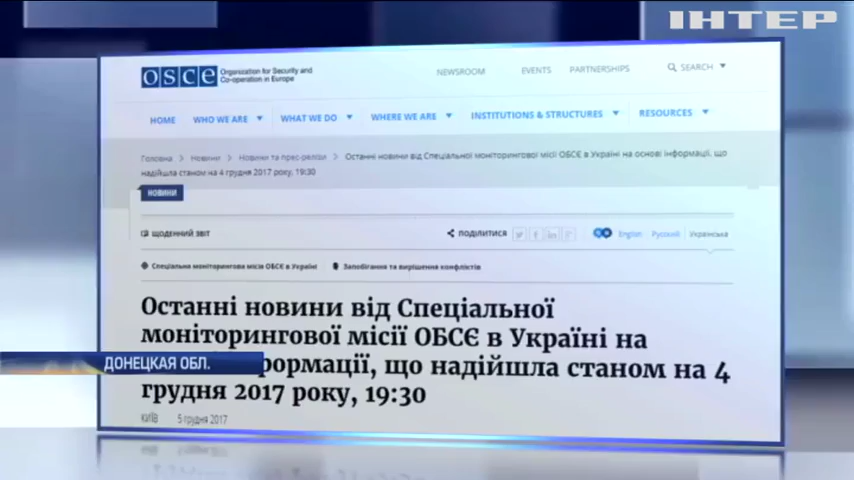 ІНТЕР
osce Organization for Security and
Co-operation in Europe
NEWSROOM EVENTS PARTNERSHIPS SEARCH
HOME WHO WE ARE WHAT WE DO WHERE WE ARE INSTITUTIONS & STRUCTURES RESOURCES
Головна > Новини > Новини та прес-релізи > Останні новини від Спеціальної моніторингової місії ОБСЄ в Україні на основі інформації, що
надійшла станом на 4 грудня 2017 року, 19:30
НОВИНИ
ЩОДЕННИЙ ЗВІТ ПОДІЛИТИСЯ English Русский Українська
Спеціальна моніторингова місія ОБСЄ в Україні Запобігання та вирішення конфліктів
Останні новини від Спеціальної
моніторингової місії ОБСЄ в Україні на
формації, що надійшла станом на 4
ДОНЕЦКАЯ ОБЛ.
грудня 2017 року, 19:30
КИЇВ 5 грудня 2017